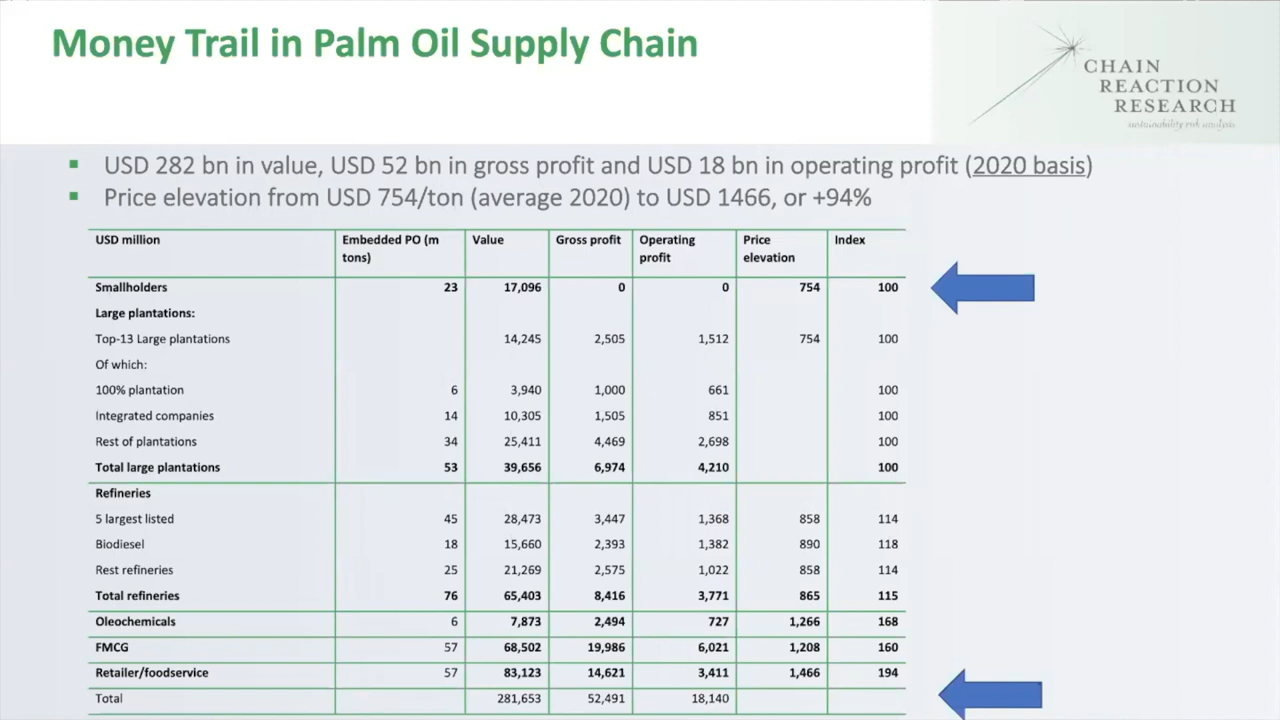 Money Trail in Palm Oil Supply Chain
CHAIN
REACTION
RESEARCH
sustainability risk analysis
▪ USD 282 bn in value, USD 52 bn in gross profit and USD 18 bn in operating profit (2020 basis)
▪ Price elevation from USD 754/ton (average 2020) to USD 1466, or +94%
USD million Embedded PO (m tons) Value Gross profit Operating profit Price elevation Index
Smallholders 23 17,096 0 0 754 100
Large plantations:
Top-13 Large plantations 14,245 2,505 1,512 754 100
Of which:
100% plantation 6 3,940 1,000 661 100
Integrated companies 14 10,305 1,505 851 100
Rest of plantations 34 25,411 4,469 2,698 100
Total large plantations 53 39,656 6,974 4,210 100
Refineries
5 largest listed 45 28,473 3,447 1,368 858 114
Biodiesel 18 15,660 2,393 1,382 890 118
Rest refineries 25 21,269 2,575 1,022 858 114
Total refineries 76 65,403 8,416 3,771 865 115
Oleochemicals 6 7,873 2,494 727 1,266 168
FMCG 57 68,502 19,986 6,021 1,208 160
Retailer/foodservice 57 83,123 14,621 3,411 1,466 194
Total 281,653 52,491 18,140